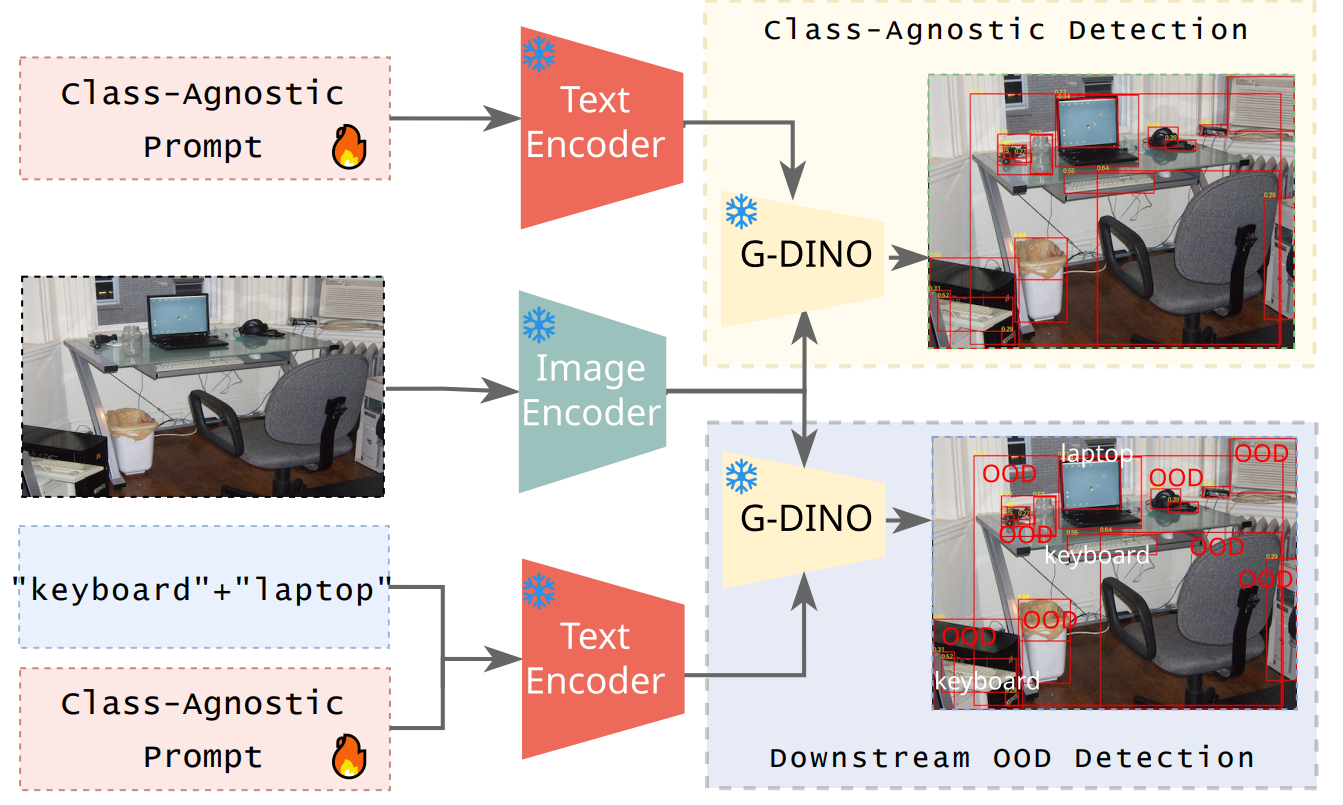 Class-Agnostic Detection
Class-Agnostic
Prompt
Text
Encoder
G-DINO
Image
Encoder
"keyboard"+"laptop"
Class-Agnostic
Prompt
Text
Encoder
G-DINO
laptop
OOD
OOD
OOD
OOD
keyboard
OOD
OOD
OOD
OOD
keyboard
Downstream OOD Detection